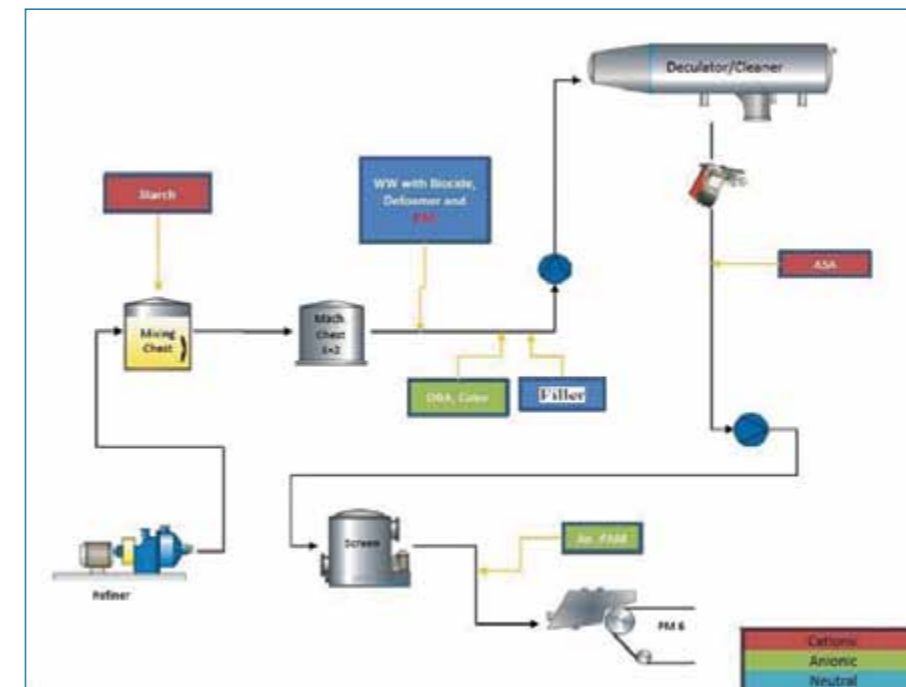 Deculator/Cleaner
Starch
WW with Biocide,
Defoamer and
ASA
Mixing
Chest
Mach.
Chest
1+2
OBA, Color
Filler
Screen
An. PAM
Refiner
PM 6
Cationic
Anionic
Neutral